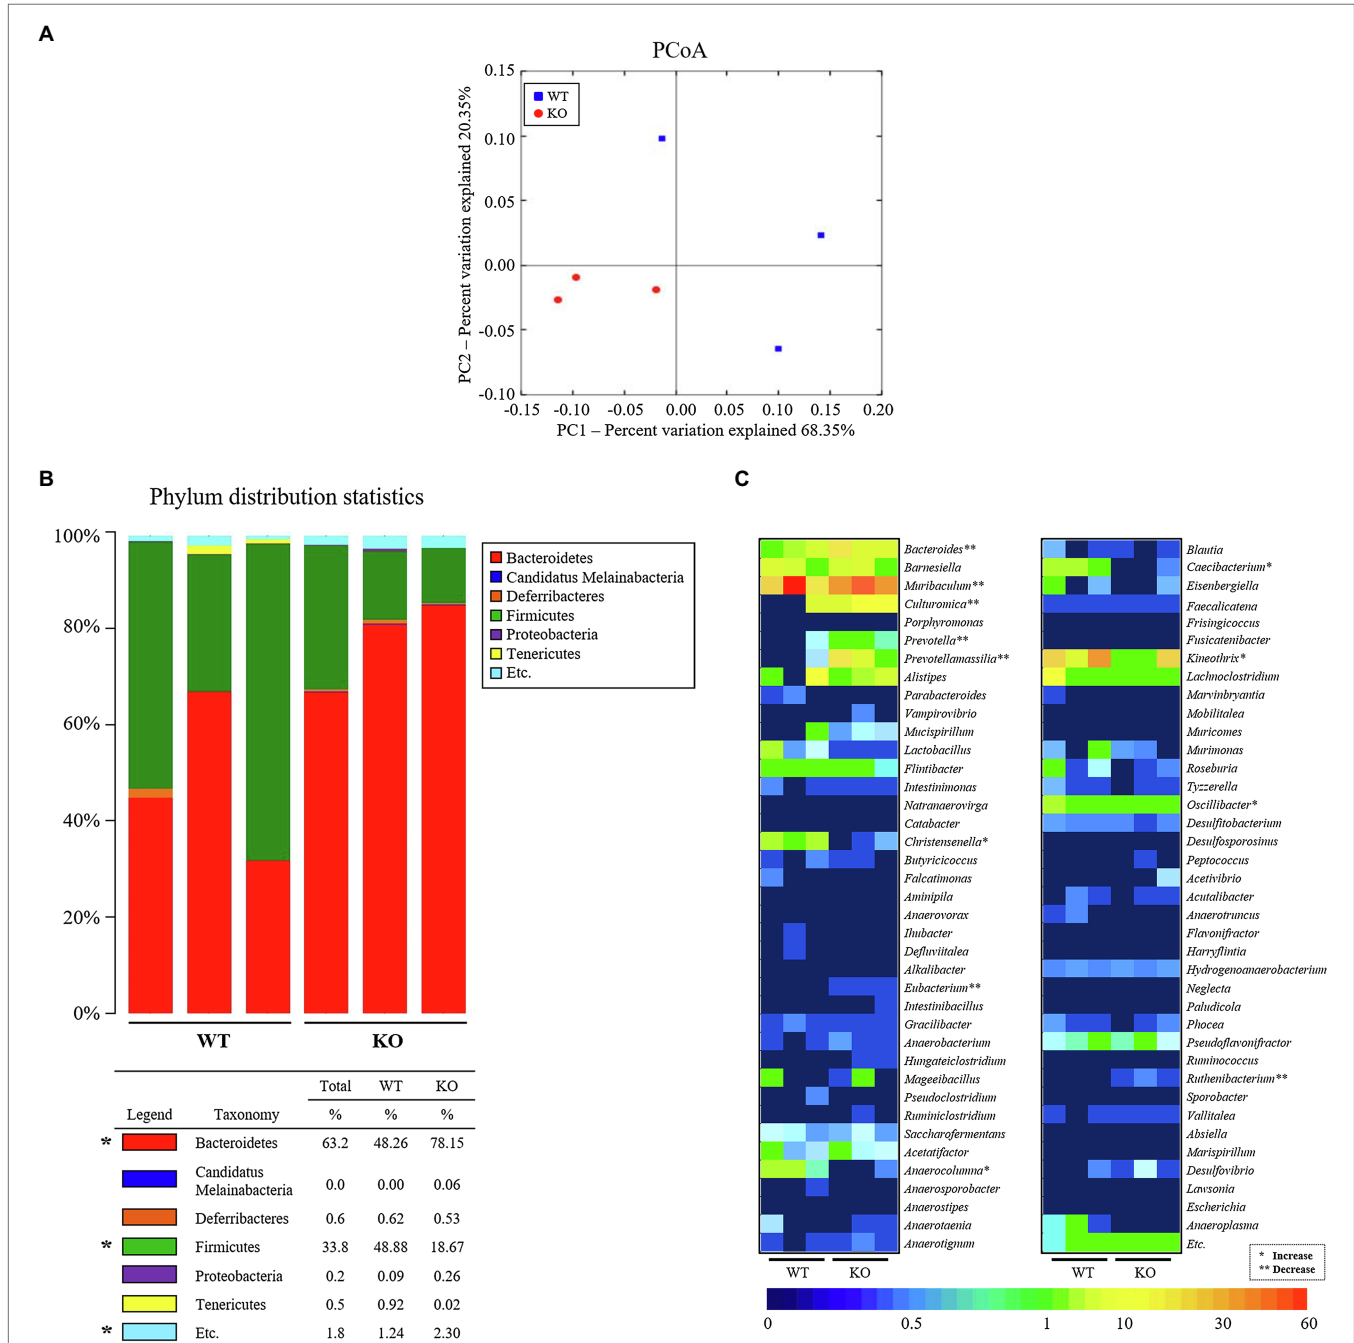 A
PCoA
0.15
0.10
0.05
0.00
-0.05
-0.10
PC2 – Percent variation explained 20.35%
WT
KO
-0.15 -0.10 -0.05 0.00 0.05 0.10 0.15 0.20
PC1 – Percent variation explained 68.35%
B
Phylum distribution statistics
100%
80%
60%
40%
20%
0%
WT KO
Bacteroidetes
Candidatus Melainabacteria
Deferribacteres
Firmicutes
Proteobacteria
Tenericutes
Etc.
Total WT KO
Legend Taxonomy % % %
* Bacteroidetes 63.2 48.26 78.15
Candidatus
Melainabacteria 0.0 0.00 0.06
Deferribacteres 0.6 0.62 0.53
* Firmicutes 33.8 48.88 18.67
Proteobacteria 0.2 0.09 0.26
Tenericutes 0.5 0.92 0.02
* Etc. 1.8 1.24 2.30
C
Bacteroides**
Barnesiella
Muribaculum**
Culturomica**
Porphyromonas
Prevotella**
Prevotellamassilia**
Alistipes
Parabacteroides
Vampirovibrio
Mucispirillum
Lactobacillus
Flintibacter
Intestinimonas
Natranaerovirga
Catabacter
Christensenella*
Butyricicoccus
Falcatimonas
Aminipila
Anaerovorax
Ihubacter
Defluviitalea
Alkalibacter
Eubacterium**
Intestinibacillus
Gracilibacter
Anaerobacterium
Hungateiclostridium
Mageeibacillus
Pseudoclostridium
Ruminiclostridium
Saccharofermentans
Acetatifactor
Anaerocolumna*
Anaerosporobacter
Anaerostipes
Anaerotaenia
Anaerotignum
WT KO
Blautia
Caecibacterium*
Eisenbergiella
Faecalicatena
Frisingicoccus
Fusicatenibacter
Kineothrix*
Lachnoclostridium
Marvinbryantia
Mobilitalea
Muricomes
Murimonas
Roseburia
Tyzzerella
Oscillibacter*
Desulfitobacterium
Desulfosporosinus
Peptococcus
Acetivibrio
Acutalibacter
Anaerotruncus
Flavonifractor
Harryflintia
Hydrogenoanaerobacterium
Neglecta
Paludicola
Phocea
Pseudoflavonifractor
Ruminococcus
Ruthenibacterium**
Sporobacter
Vallitalea
Absiella
Marispirillum
Desulfovibrio
Lawsonia
Escherichia
Anaeroplasma
Etc.
WT KO
* Increase
** Decrease
0 0.5 1 10 30 60